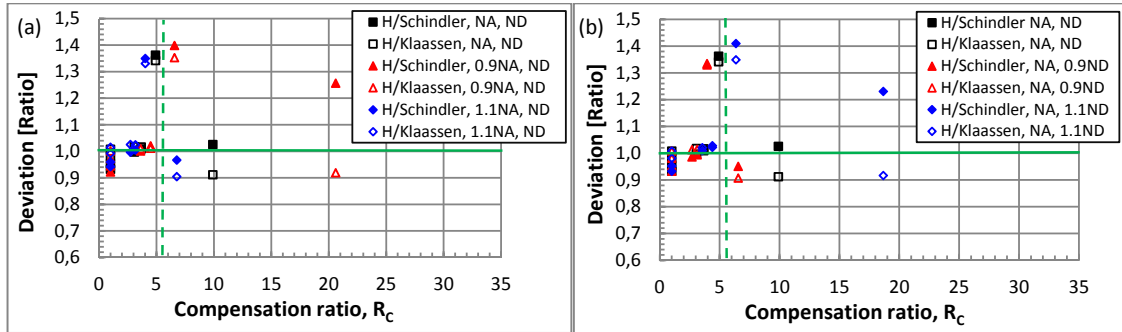 (a)
Deviation [Ratio]
1,5
1,4
1,3
1,2
1,1
1,0
0,9
0,8
0,7
0,6
0 5 10 15 20 25 30 35
Compensation ratio, RC
H/Schindler, NA, ND
H/Klaassen, NA, ND
H/Schindler, 0.9NA, ND
H/Klaassen, 0.9NA, ND
H/Schindler, 1.1NA, ND
H/Klaassen, 1.1NA, ND
(b)
Deviation [Ratio]
1,5
1,4
1,3
1,2
1,1
1,0
0,9
0,8
0,7
0,6
0 5 10 15 20 25 30 35
Compensation ratio, RC
H/Schindler NA, ND
H/Klaassen, NA, ND
H/Schindler, NA, 0.9ND
H/Klaassen, NA, 0.9ND
H/Schindler, NA, 1.1ND
H/Klaassen, NA, 1.1ND